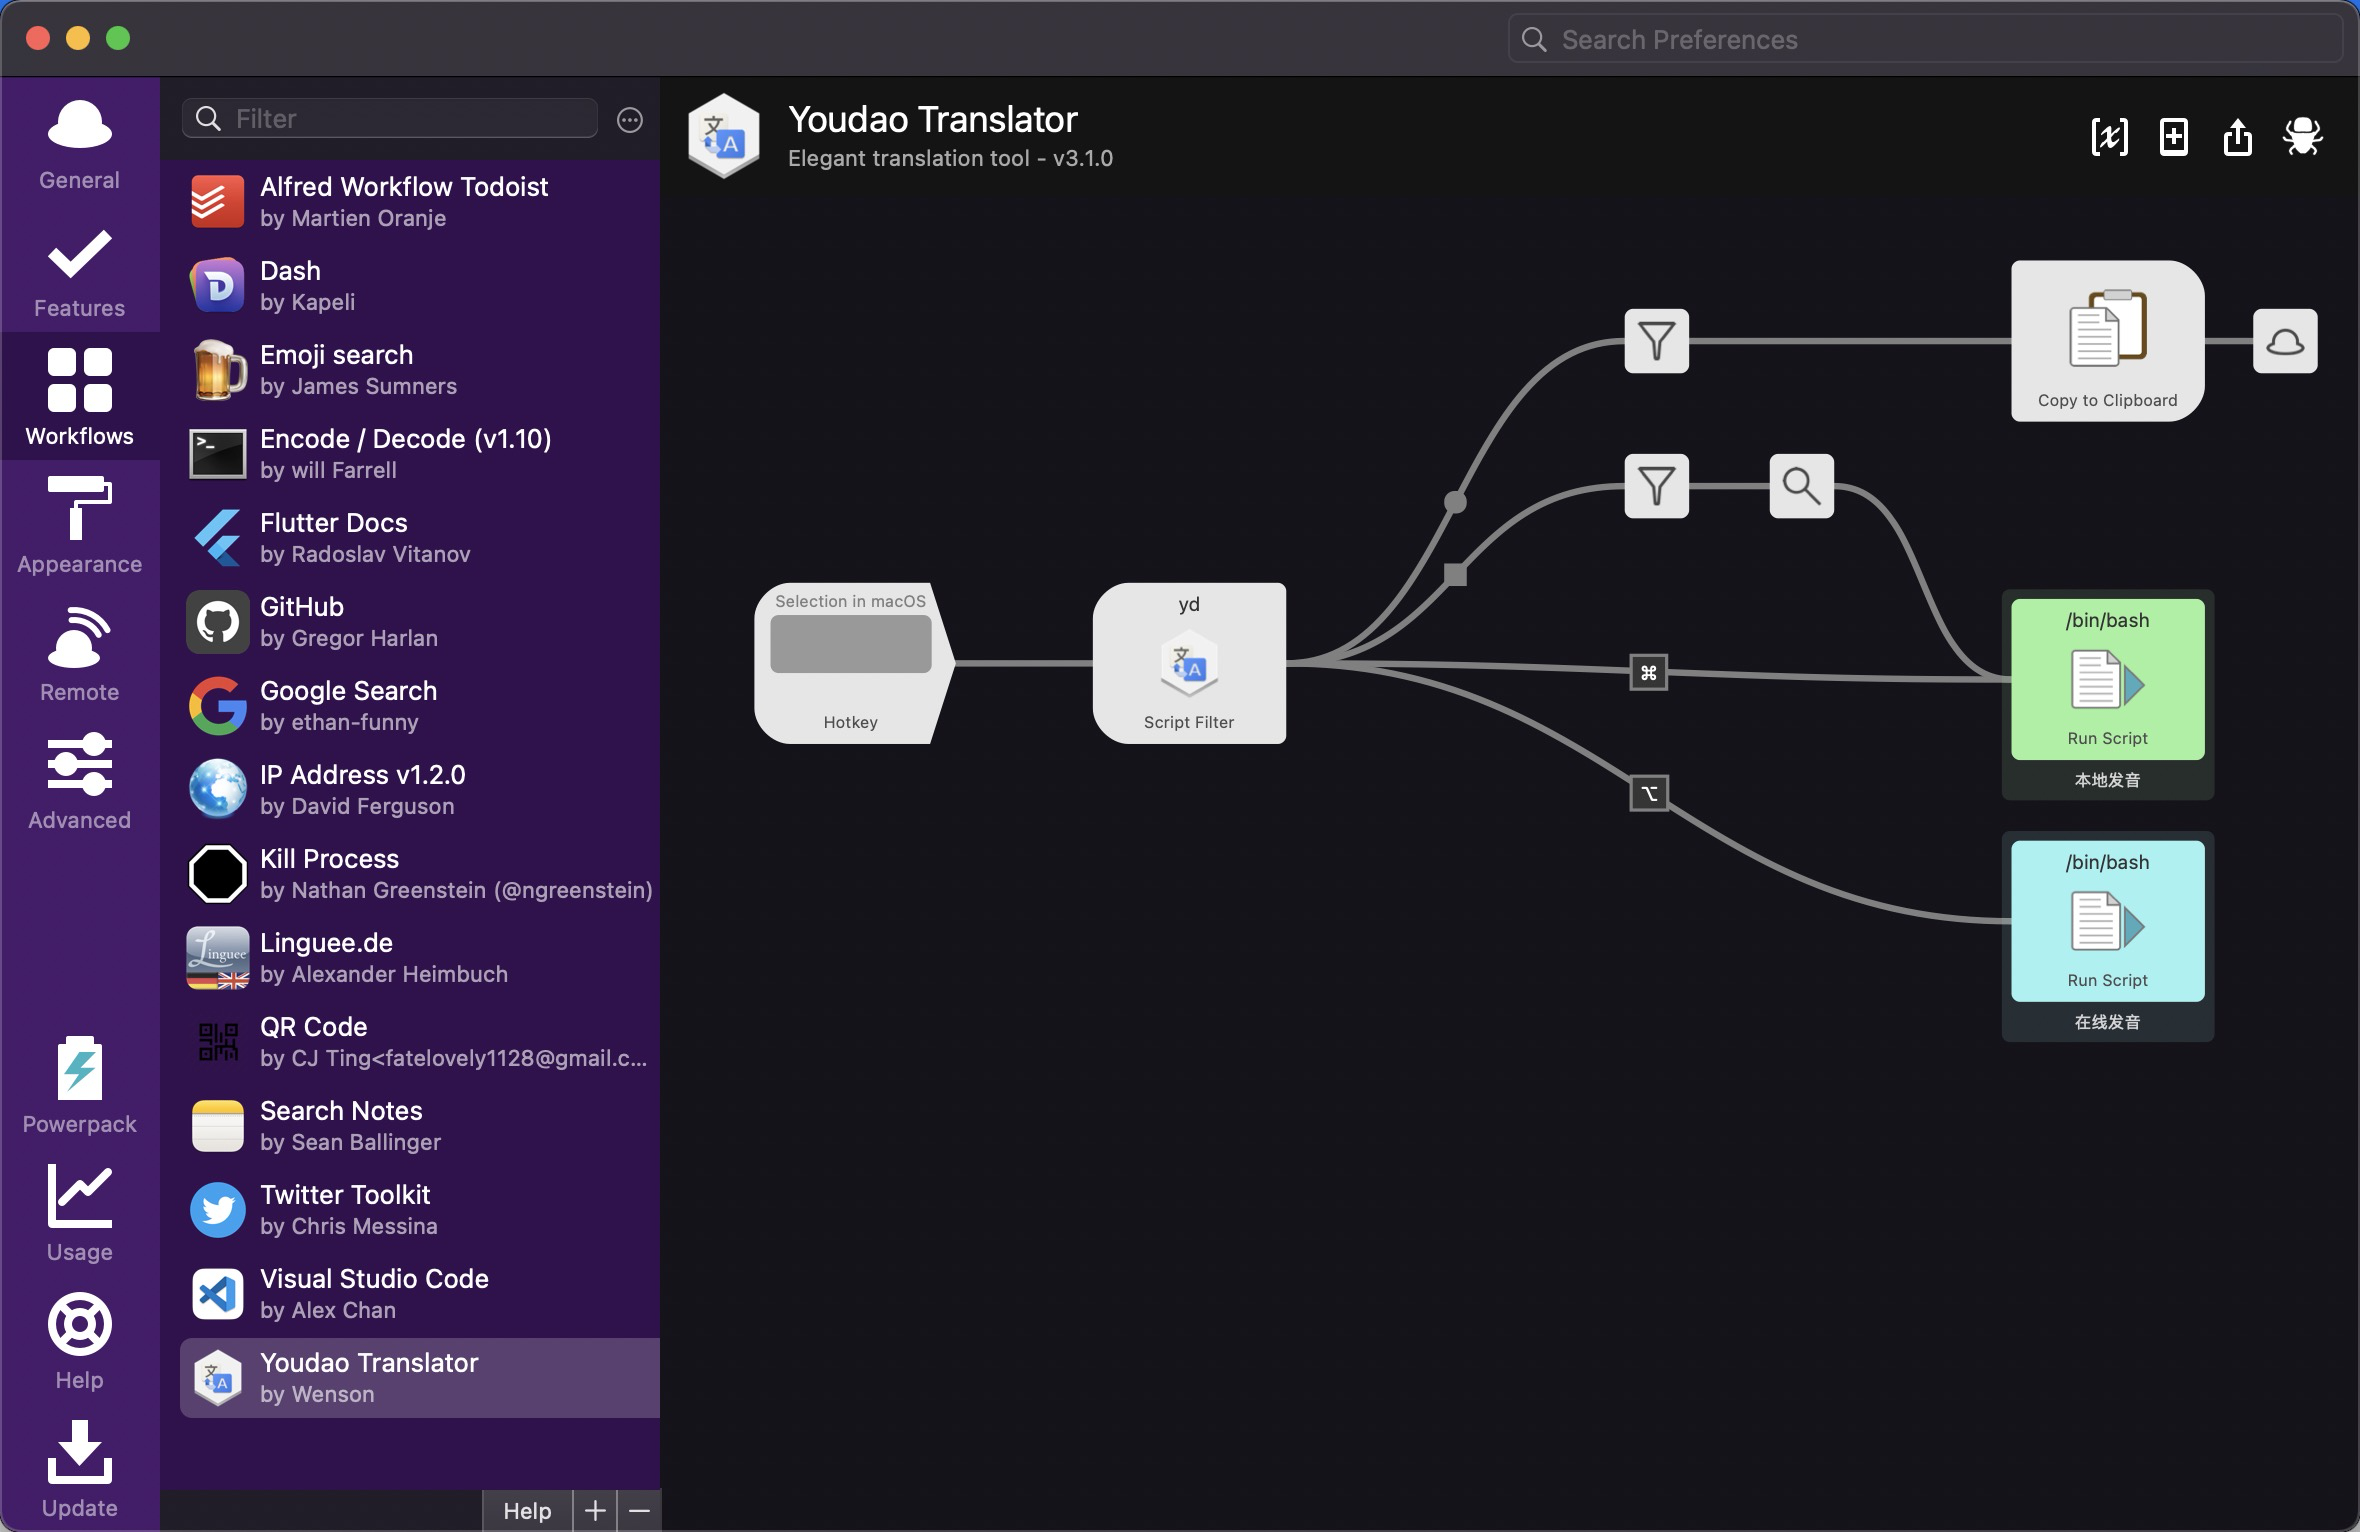 Search Preferences
General
Features
Workflows
Appearance
Remote
Advanced
Powerpack
Usage
Help
Update
Filter
Alfred Workflow Todoist
by Martien Oranje
Dash
by Kapeli
Emoji search
by James Sumners
Encode / Decode (v1.10)
by will Farrell
Flutter Docs
by Radoslav Vitanov
GitHub
by Gregor Harlan
Google Search
by ethan-funny
IP Address v1.2.0
by David Ferguson
Kill Process
by Nathan Greenstein (@ngreenstein)
Linguee
Linguee.de
by Alexander Heimbuch
QR Code
by CJ Ting<fatelovely1128@gmail.c...
Search Notes
by Sean Ballinger
Twitter Toolkit
by Chris Messina
Visual Studio Code
by Alex Chan
Youdao Translator
by Wenson
Help
Youdao Translator
Elegant translation tool - v3.1.0
Copy to Clipboard
Selection in macOS
Hotkey
yd
文
A
Script Filter
/bin/bash
Run Script
本地发音
/bin/bash
Run Script
在线发音